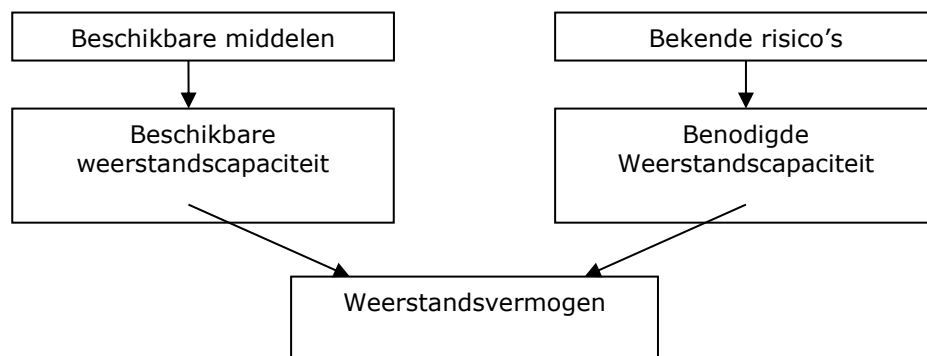 Beschikbare middelen
Bekende risico's
Beschikbare
weerstandscapaciteit
Benodigde
Weerstandscapaciteit
Weerstandsvermogen